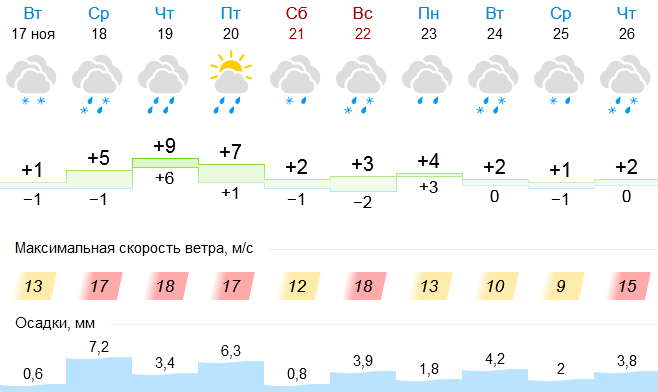 Вт Ср Чт Пт Сб Вс Пн Вт Ср Чт
17 ноя 18 19 20 21 22 23 24 25 26
+1 +5 +9 +7 +2 +3 +4 +2 +1 +2
−1 −1 +6 +1 −1 −2 +3 0 −1 0
Максимальная скорость ветра, м/с
13 17 18 17 12 18 13 10 9 15
Осадки, мм
0,6 7,2 3,4 6,3 0,8 3,9 1,8 4,2 2 3,8